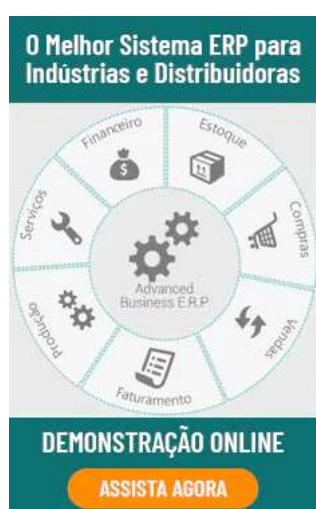 O Melhor Sistema ERP para
Indústrias e Distribuidoras
Financeiro
Estoque
Serviços
Compras
Advanced
Business E.R.P
Produção
Vendas
Faturamento
DEMONSTRAÇÃO ONLINE
ASSISTA AGORA